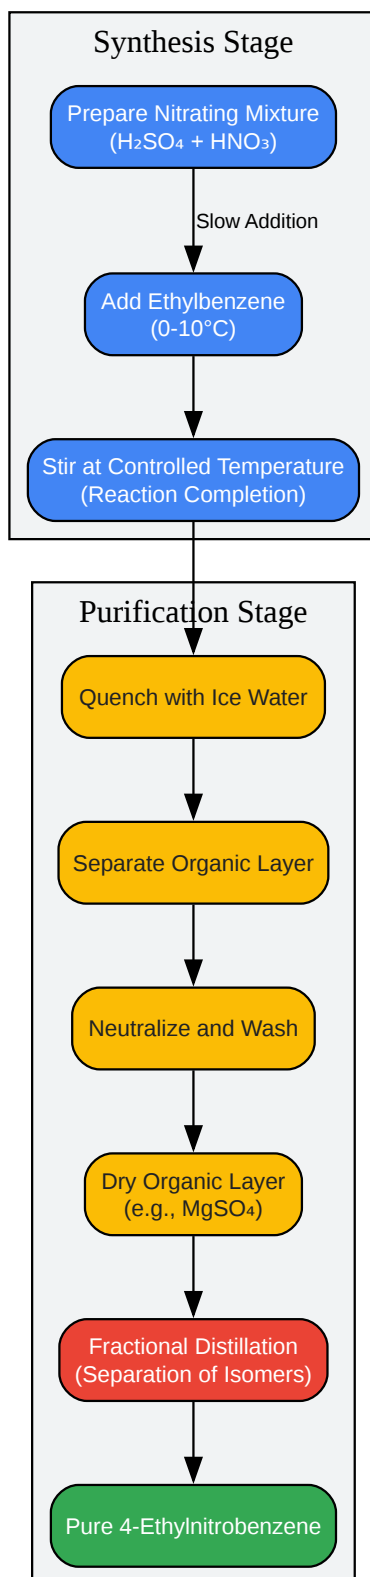 Synthesis Stage
Prepare Nitrating Mixture
(H₂SO₄ + HNO₃)
Slow Addition
Add Ethylbenzene
(0-10°C)
Stir at Controlled Temperature
(Reaction Completion)
Purification Stage
Quench with Ice Water
Separate Organic Layer
Neutralize and Wash
Dry Organic Layer
(e.g., MgSO₄)
Fractional Distillation
(Separation of Isomers)
Pure 4-Ethylnitrobenzene